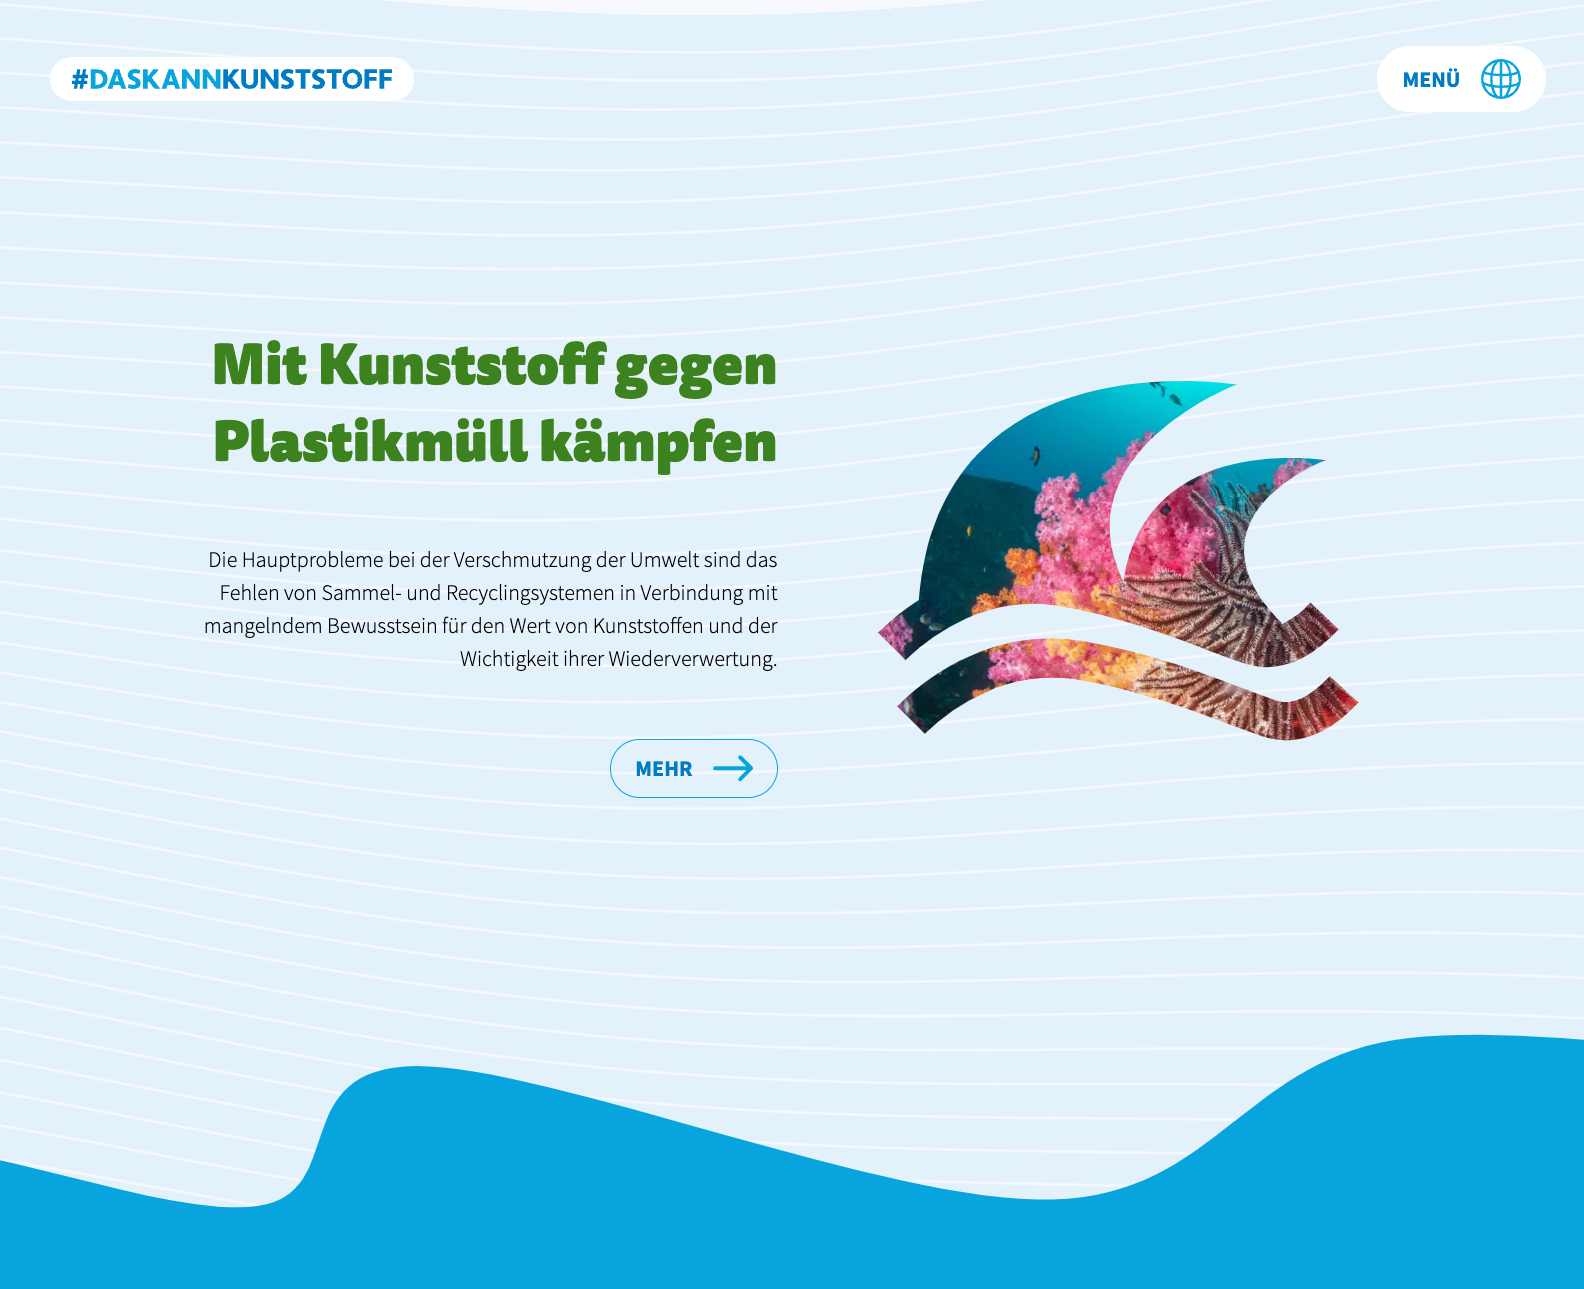 #DASKANNKUNSTSTOFF
MENÜ
Mit Kunststoff gegen
Plastikmüll kämpfen
Die Hauptprobleme bei der Verschmutzung der Umwelt sind das
Fehlen von Sammel- und Recyclingsystemen in Verbindung mit
mangelndem Bewusstsein für den Wert von Kunststoffen und der
Wichtigkeit ihrer Wiederverwertung.
MEHR